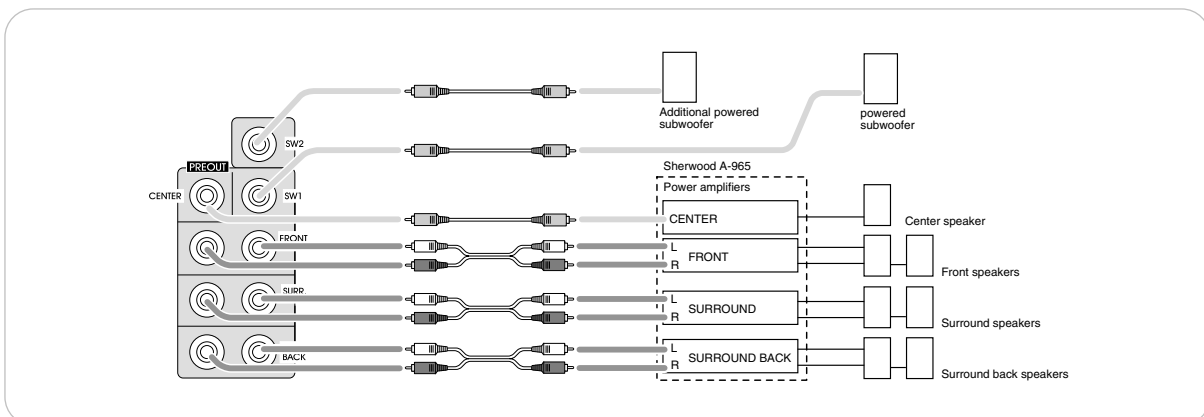 Additional powered
subwoofer
powered
subwoofer
SW2
PREOUT
CENTER
SW1
Sherwood A-965
Power amplifiers
CENTER
Center speaker
FRONT
L
R
FRONT
Front speakers
SURR.
L
R
SURROUND
Surround speakers
BACK
L
R
SURROUND BACK
Surround back speakers